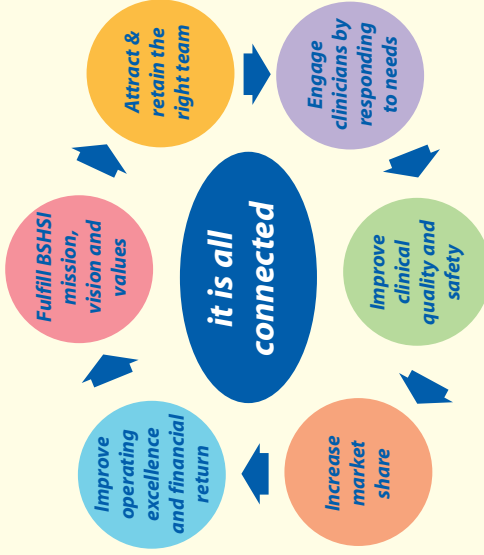 Fulfill BSHSI
mission,
vision and
values
Attract &
retain the
right team
Engage
clinicians by
responding
to needs
Improve
clinical
quality and
safety
Increase
market
share
Improve
operating
excellence
and financial
return
it is all
connected